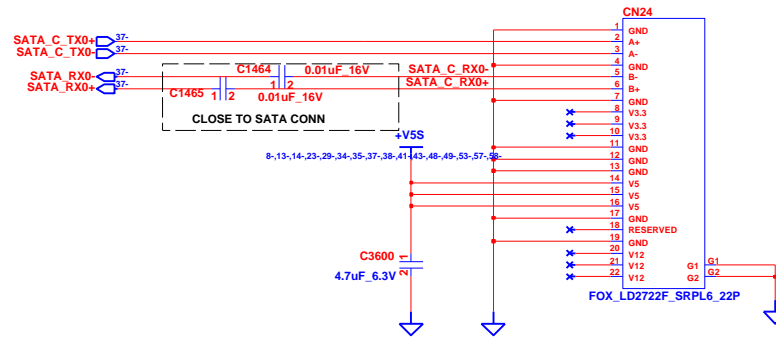 CN24
SATA_C_TX0+ 37- 1 GND
SATA_C_TX0- 37- 2 A+
3 A-
4 GND
SATA_RX0- 37- C1464 0.01uF_16V SATA_C_RX0- 5 B-
SATA_RX0+ 37- 1 2 SATA_C_RX0+ 6 B+
C1465 1 2 0.01uF_16V 7 GND
8 V3.3
CLOSE TO SATA CONN 9 V3.3
+V5S 10 V3.3
11 GND
8-,13-,14-,23-,29-,34-,35-,37-,38-,41-,43-,48-,49-,53-,57-,58- 12 GND
13 GND
14 V5
15 V5
16 V5
17 GND
18 RESERVED
19 GND
C3600 1 20 V12
2 21 V12 G1 G1
4.7uF_6.3V 22 V12 G2 G2
FOX_LD2722F_SRPL6_22P